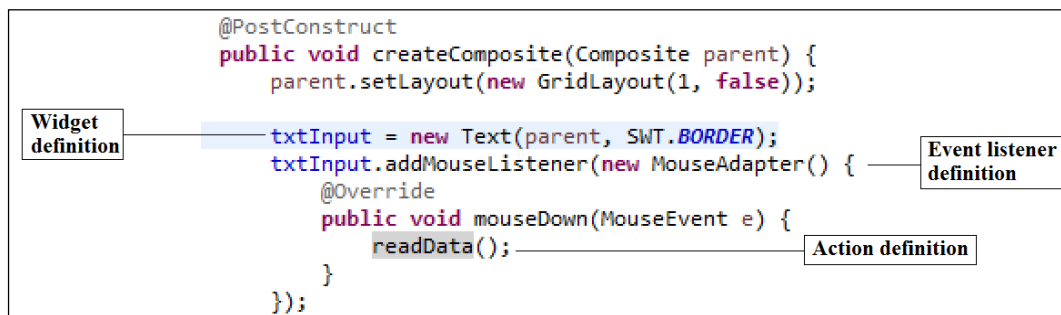 @PostConstruct
public void createComposite(Composite parent) {
parent.setLayout(new GridLayout(1, false));
Widget
definition
txtInput = new Text(parent, SWT.BORDER);
txtInput.addMouseListener(new MouseAdapter() {
Event listener
definition
@Override
public void mouseDown(MouseEvent e) {
readData();
Action definition
}
});